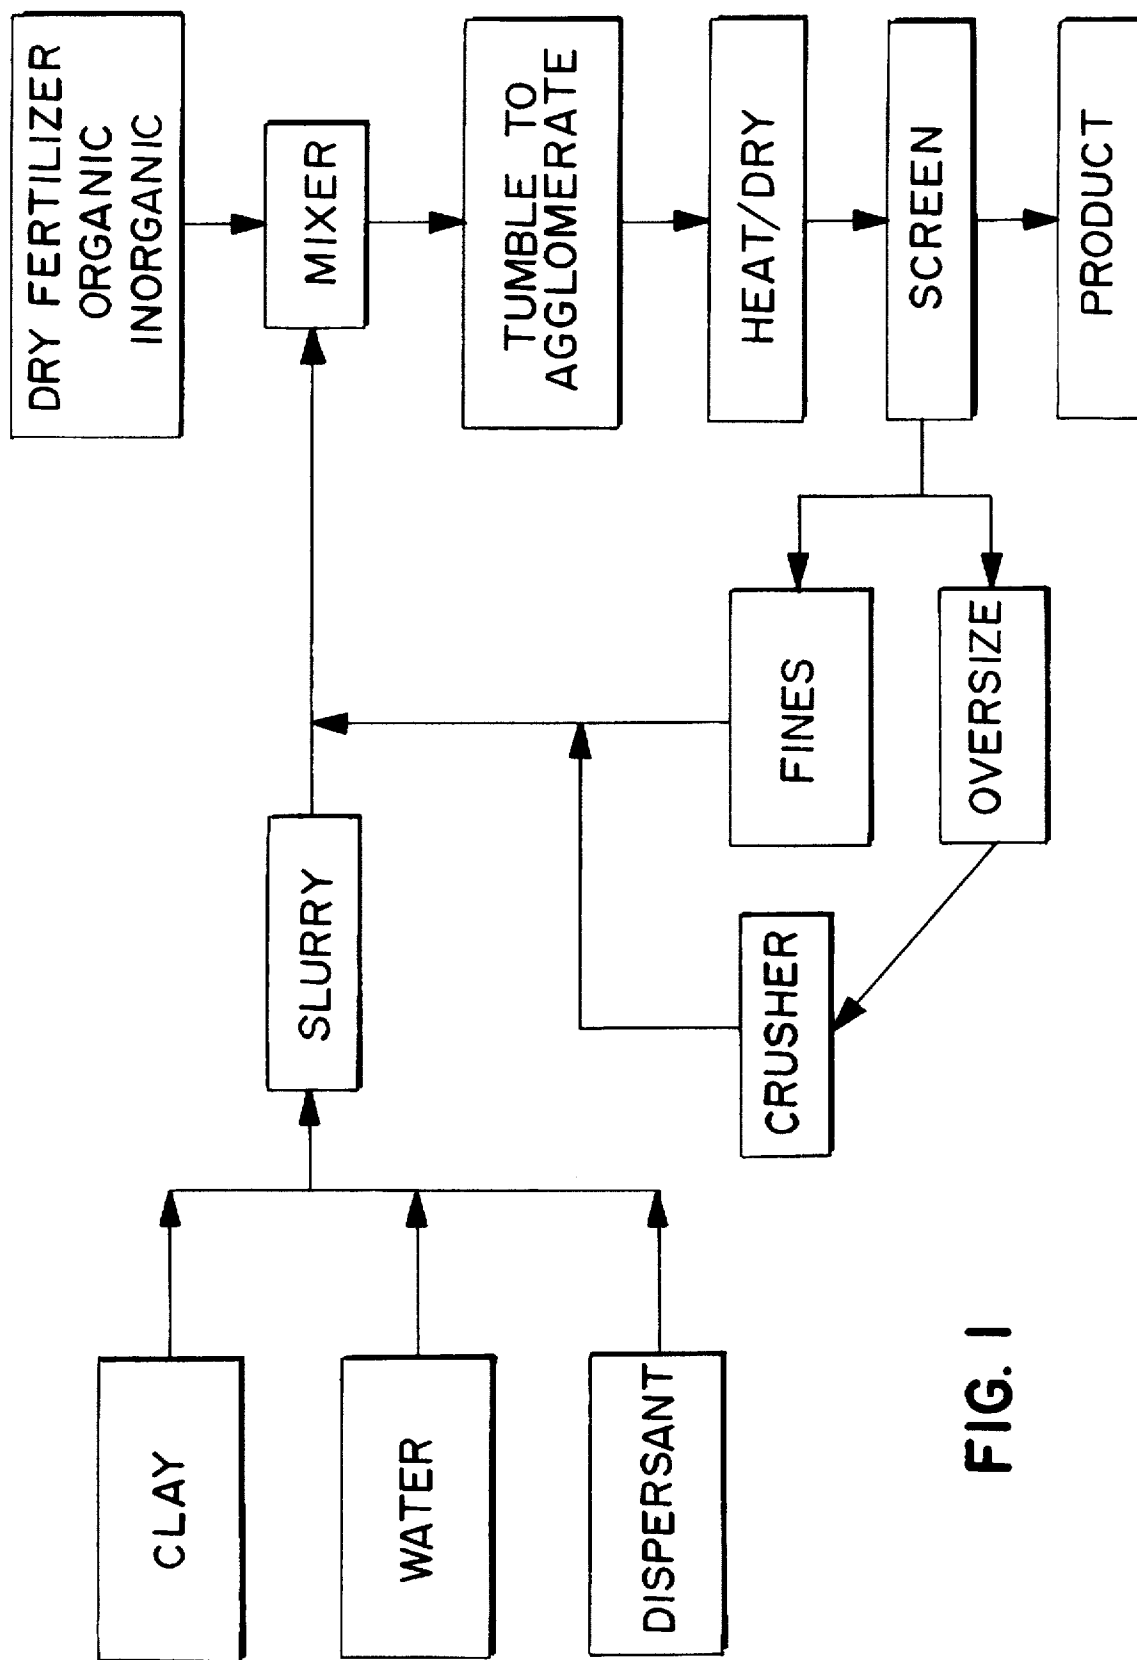 CLAY
WATER
DISPERSANT
SLURRY
CRUSHER
FINES
OVERSIZE
DRY FERTILIZER
ORGANIC
INORGANIC
MIXER
TUMBLE TO
AGGLOMERATE
HEAT/DRY
SCREEN
PRODUCT
FIG. 1